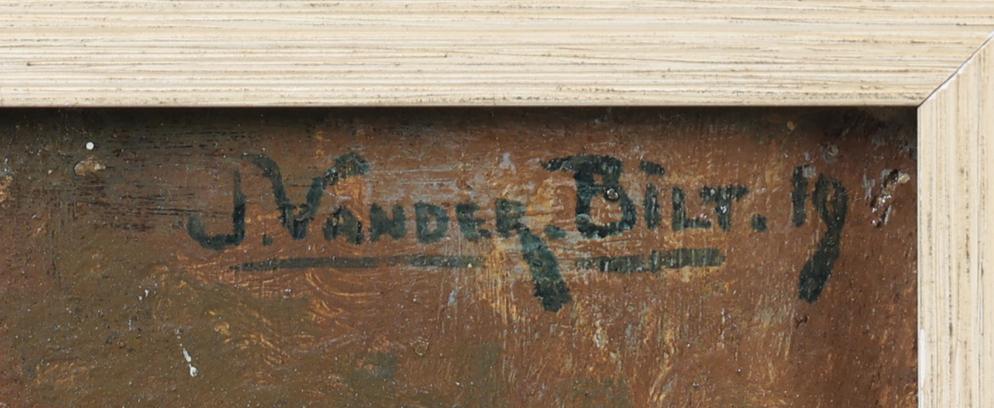 J. VANDER BILT. 19